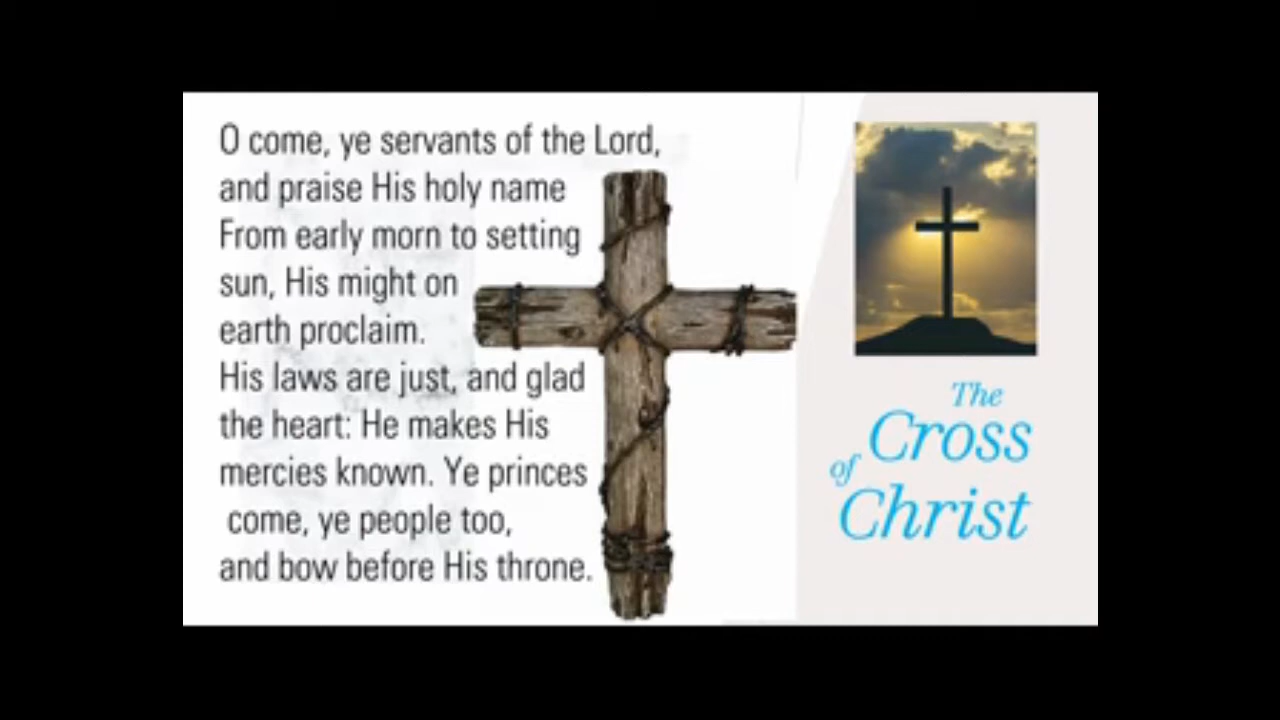 O come, ye servants of the Lord,
and praise His holy name
From early morn to setting
sun, His might on
earth proclaim.
His laws are just, and glad
the heart: He makes His
mercies known. Ye princes
come, ye people too,
and bow before His throne.
The
Cross
of
Christ